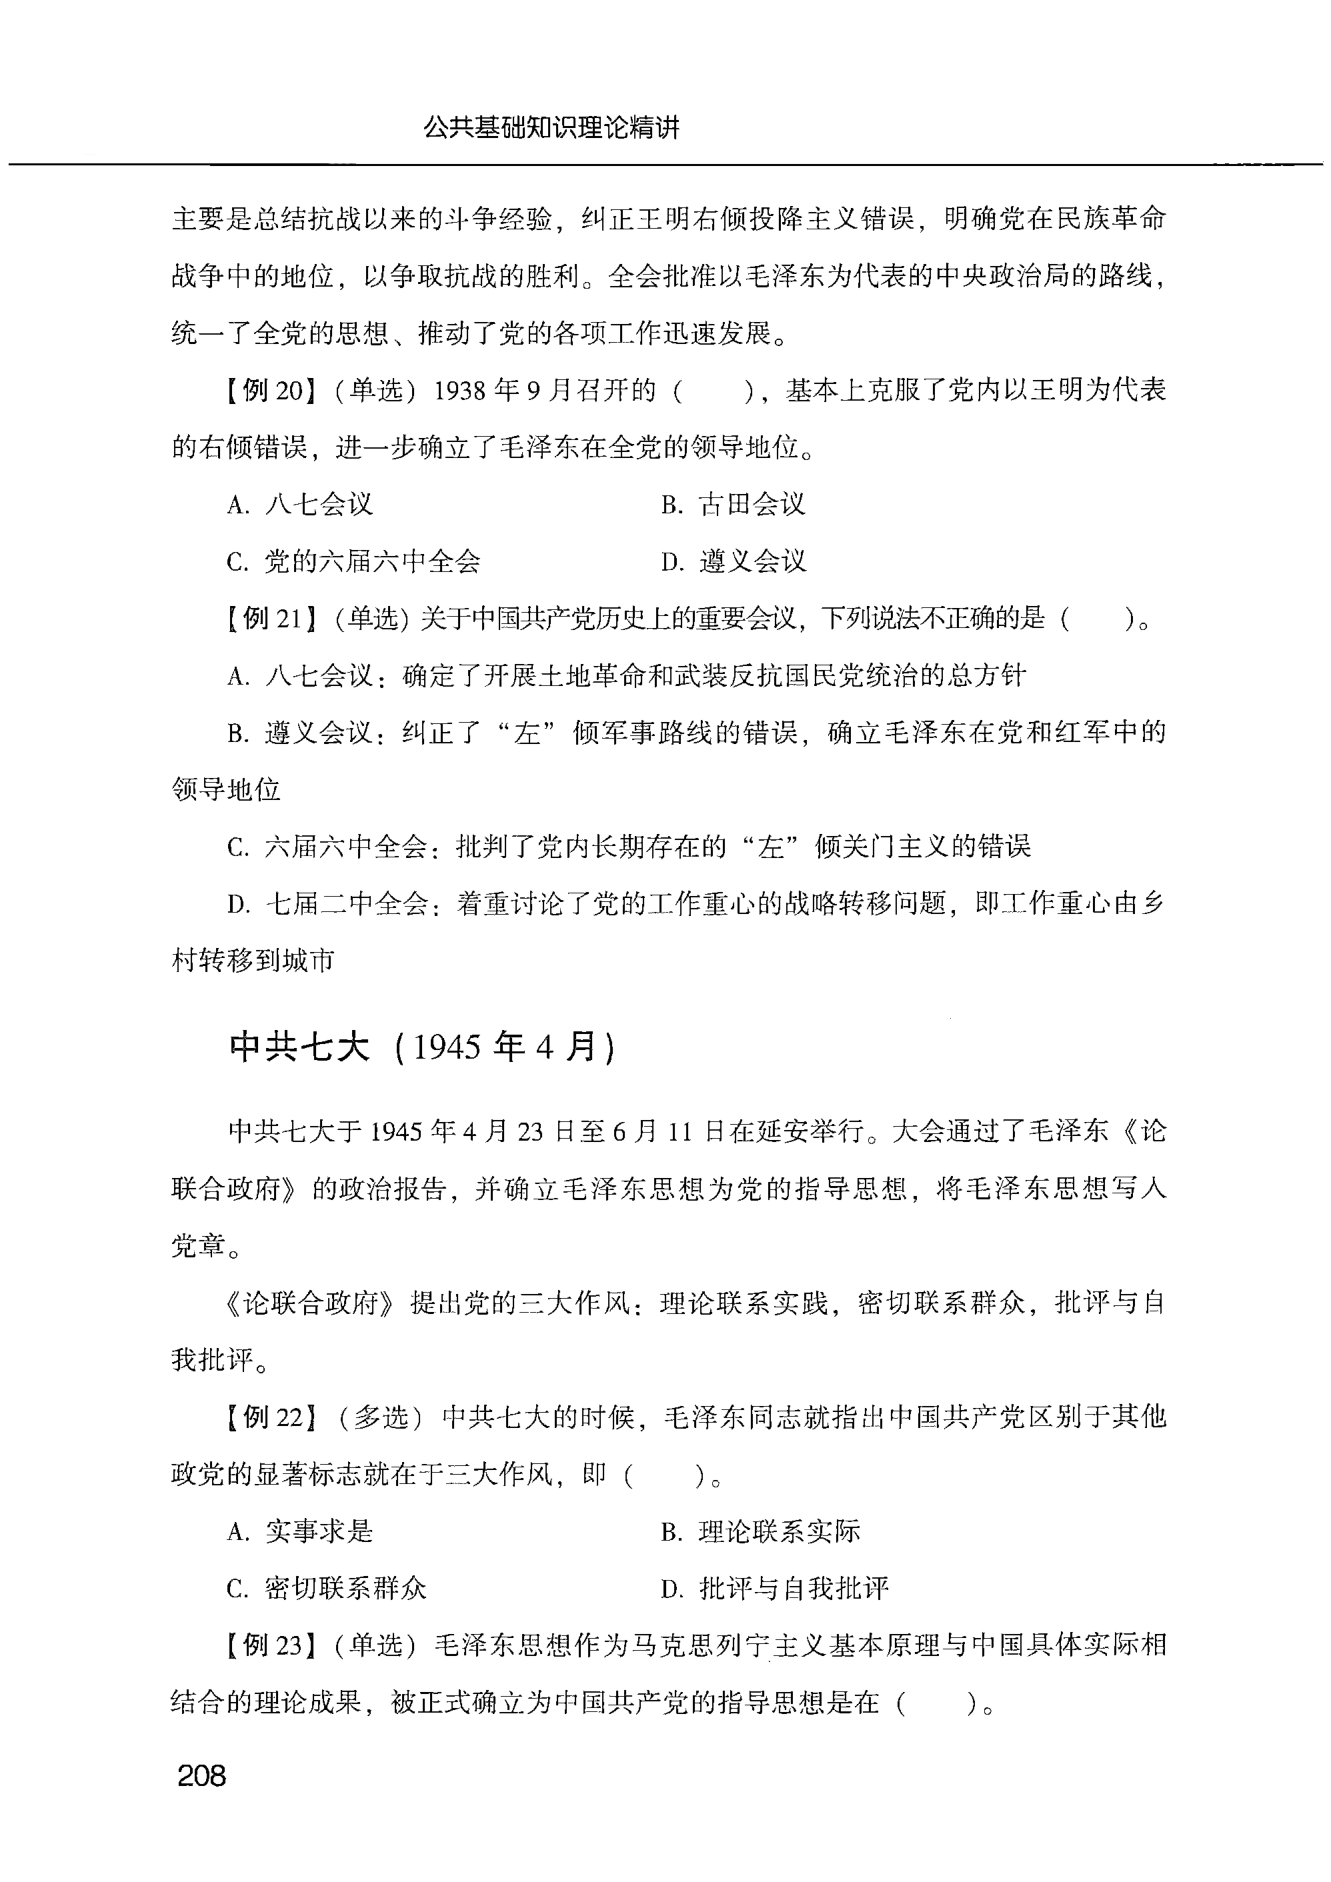 公共基础知识理论精讲
主要是总结抗战以来的斗争经验，纠正王明右倾投降主义错误，明确党在民族革命
战争中的地位，以争取抗战的胜利。全会批准以毛泽东为代表的中央政治局的路线，
统一了全党的思想、推动了党的各项工作迅速发展。
【例 20】（单选）1938 年 9 月召开的（　　），基本上克服了党内以王明为代表
的右倾错误，进一步确立了毛泽东在全党的领导地位。
A. 八七会议　　B. 古田会议
C. 党的六届六中全会　　D. 遵义会议
【例 21】（单选）关于中国共产党历史上的重要会议，下列说法不正确的是（　　）。
A. 八七会议：确定了开展土地革命和武装反抗国民党统治的总方针
B. 遵义会议：纠正了“左”倾军事路线的错误，确立毛泽东在党和红军中的
领导地位
C. 六届六中全会：批判了党内长期存在的“左”倾关门主义的错误
D. 七届二中全会：着重讨论了党的工作重心的战略转移问题，即工作重心由乡
村转移到城市
中共七大（1945 年 4 月）
中共七大于 1945 年 4 月 23 日至 6 月 11 日在延安举行。大会通过了毛泽东《论
联合政府》的政治报告，并确立毛泽东思想为党的指导思想，将毛泽东思想写人
党章。
《论联合政府》提出党的三大作风：理论联系实践，密切联系群众，批评与自
我批评。
【例 22】（多选）中共七大的时候，毛泽东同志就指出中国共产党区别于其他
政党的显著标志就在于三大作风，即（　　）。
A. 实事求是　　B. 理论联系实际
C. 密切联系群众　　D. 批评与自我批评
【例 23】（单选）毛泽东思想作为马克思列宁主义基本原理与中国具体实际相
结合的理论成果，被正式确立为中国共产党的指导思想是在（　　）。
208